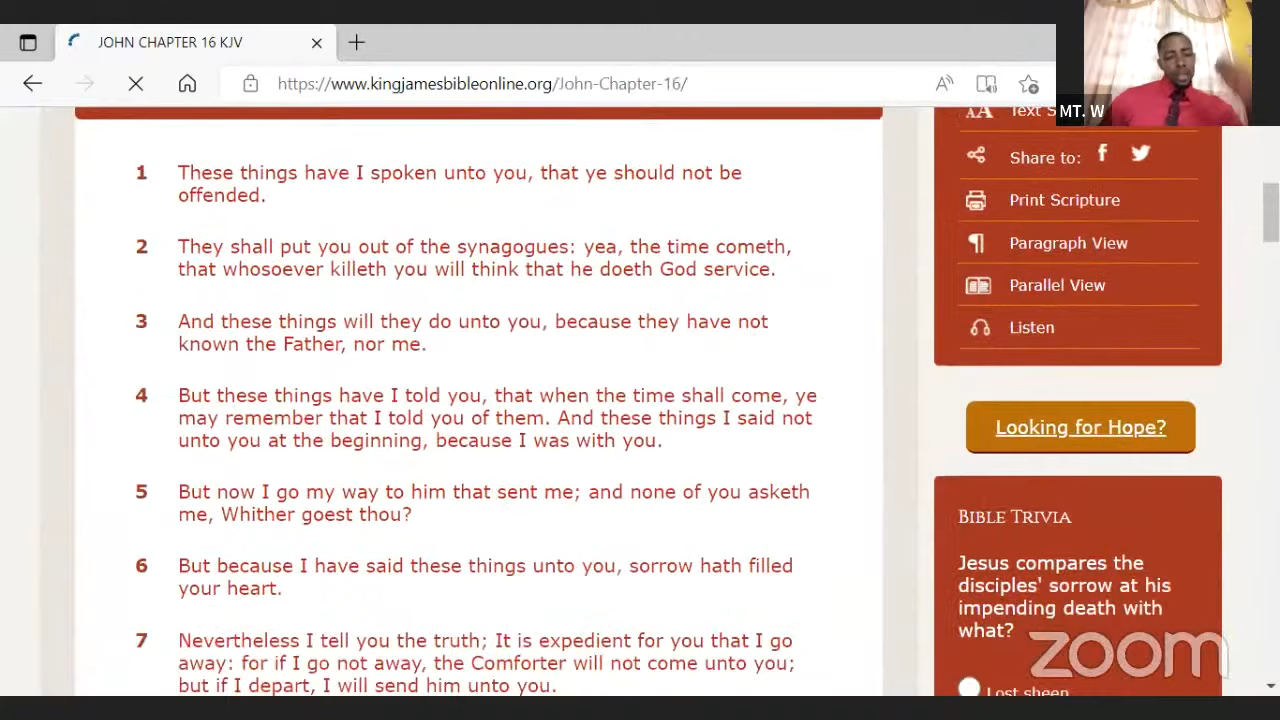 JOHN CHAPTER 16 KJV
https://www.kingjamesbibleonline.org/John-Chapter-16/
MT. W
1 These things have I spoken unto you, that ye should not be
offended.
2 They shall put you out of the synagogues: yea, the time cometh,
that whosoever killeth you will think that he doeth God service.
3 And these things will they do unto you, because they have not
known the Father, nor me.
4 But these things have I told you, that when the time shall come, ye
may remember that I told you of them. And these things I said not
unto you at the beginning, because I was with you.
5 But now I go my way to him that sent me; and none of you asketh
me, Whither goest thou?
6 But because I have said these things unto you, sorrow hath filled
your heart.
7 Nevertheless I tell you the truth; It is expedient for you that I go
away: for if I go not away, the Comforter will not come unto you;
but if I depart, I will send him unto you.
AA Text S
Share to:
Print Scripture
Paragraph View
Parallel View
Listen
Looking for Hope?
BIBLE TRIVIA
Jesus compares the
disciples' sorrow at his
impending death with
what?
Lost sheep
zoom